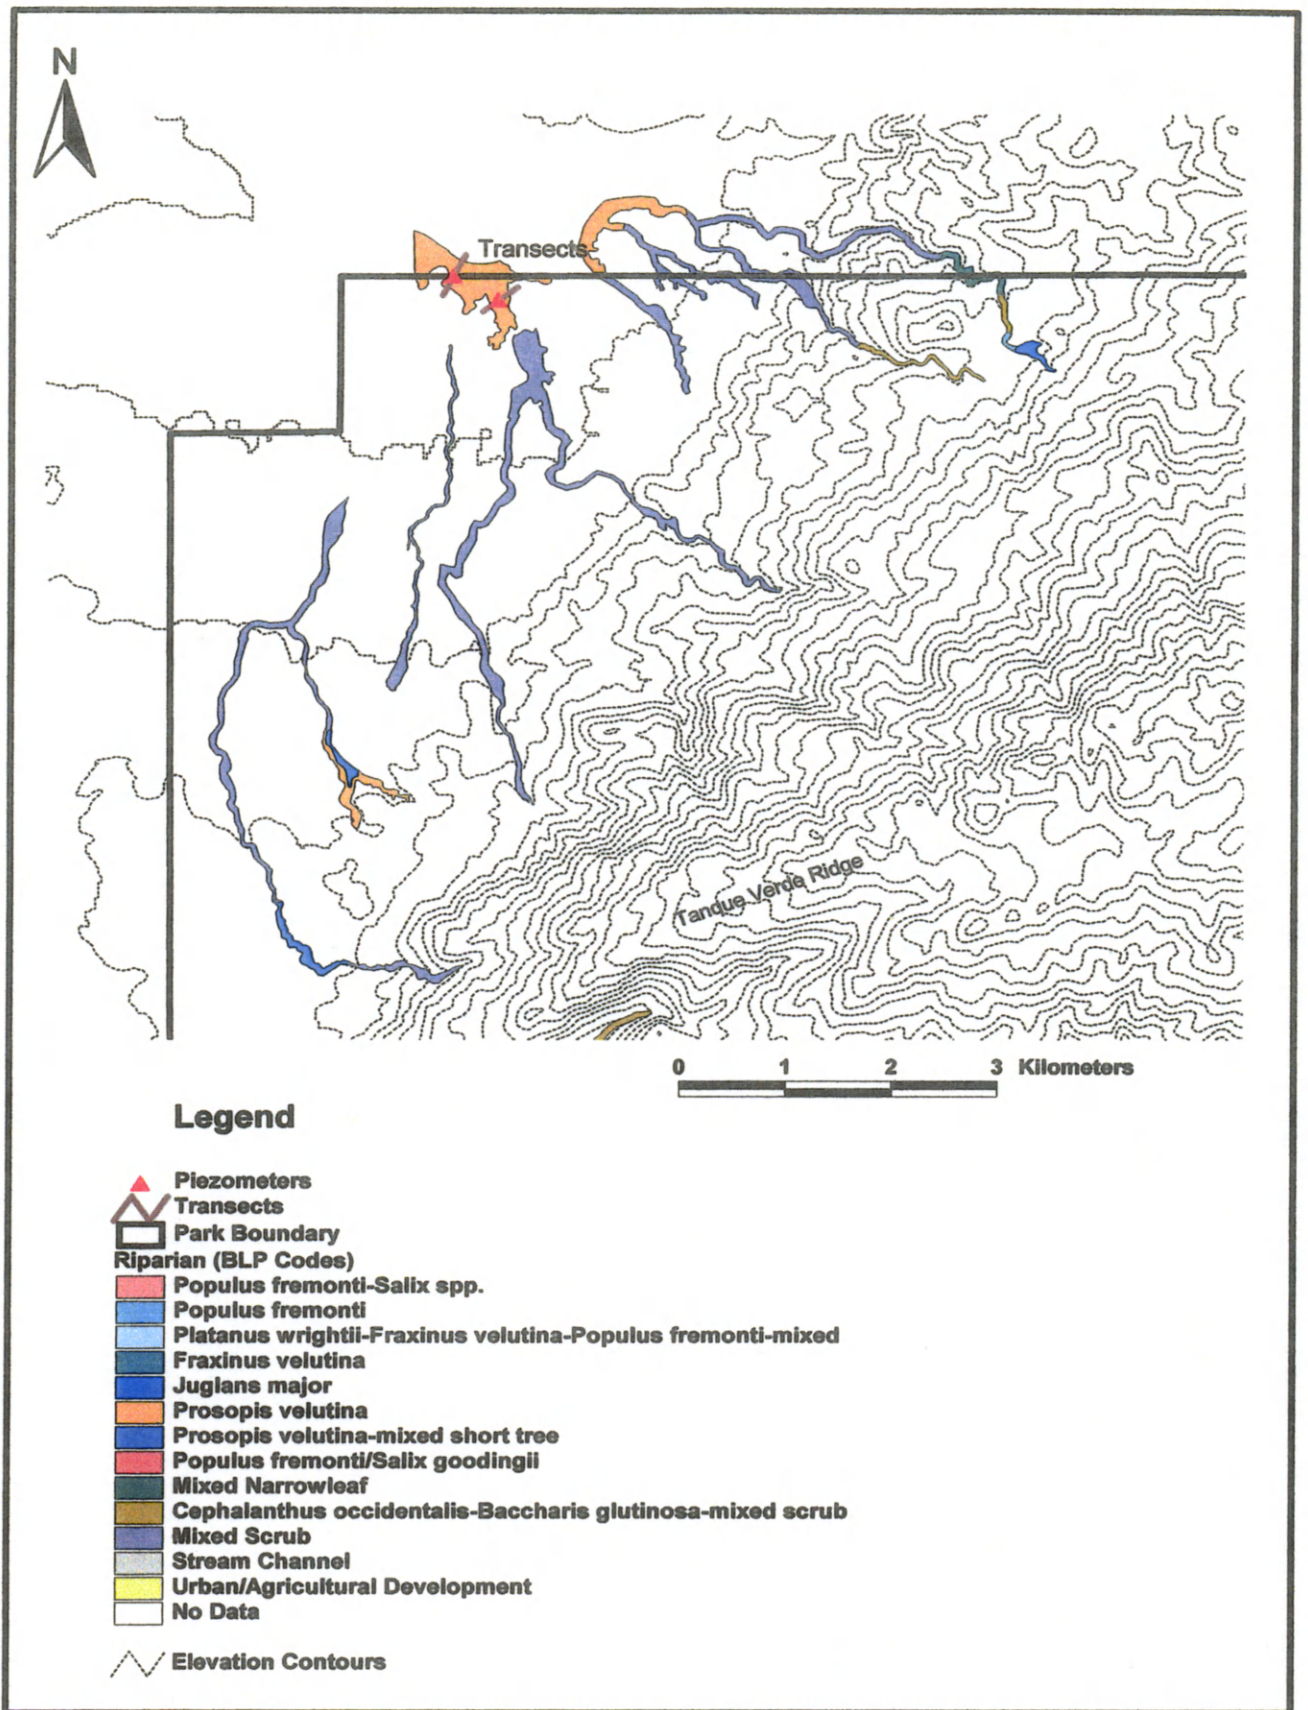 N
Transects
Tanque Verde Ridge
0 1 2 3 Kilometers
Legend
Piezometers
Transects
Park Boundary
Riparian (BLP Codes)
Populus fremonti-Salix spp.
Populus fremonti
Platanus wrightii-Fraxinus velutina-Populus fremonti-mixed
Fraxinus velutina
Juglans major
Prosopis velutina
Prosopis velutina-mixed short tree
Populus fremonti/Salix goodingii
Mixed Narrowleaf
Cephalanthus occidentalis-Baccharis glutinosa-mixed scrub
Mixed Scrub
Stream Channel
Urban/Agricultural Development
No Data
Elevation Contours